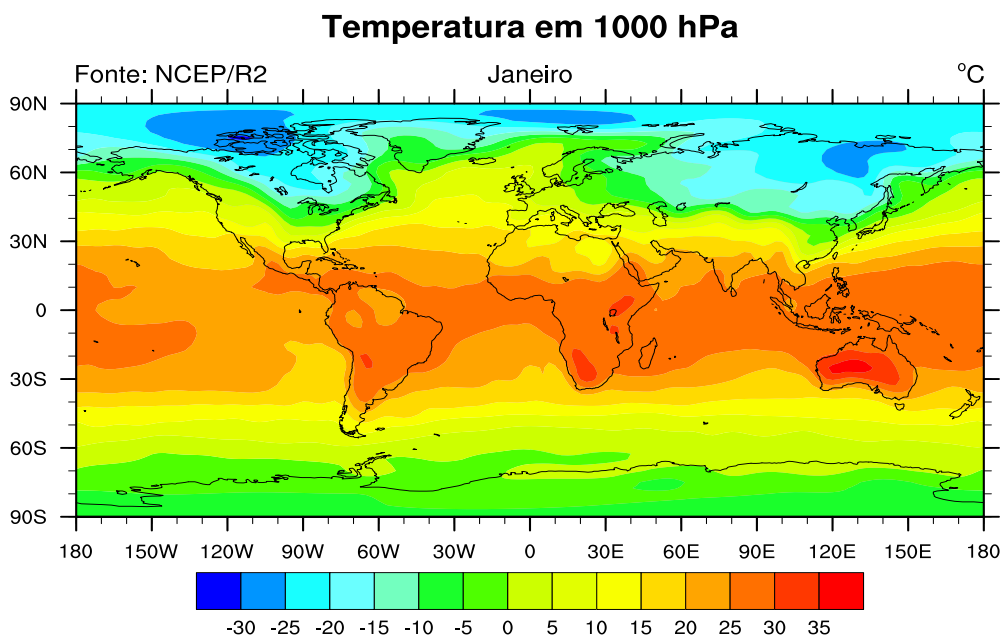 Temperatura em 1000 hPa
Fonte: NCEP/R2 Janeiro °C
90N
60N
30N
0
30S
60S
90S
180 150W 120W 90W 60W 30W 0 30E 60E 90E 120E 150E 180
-30 -25 -20 -15 -10 -5 0 5 10 15 20 25 30 35